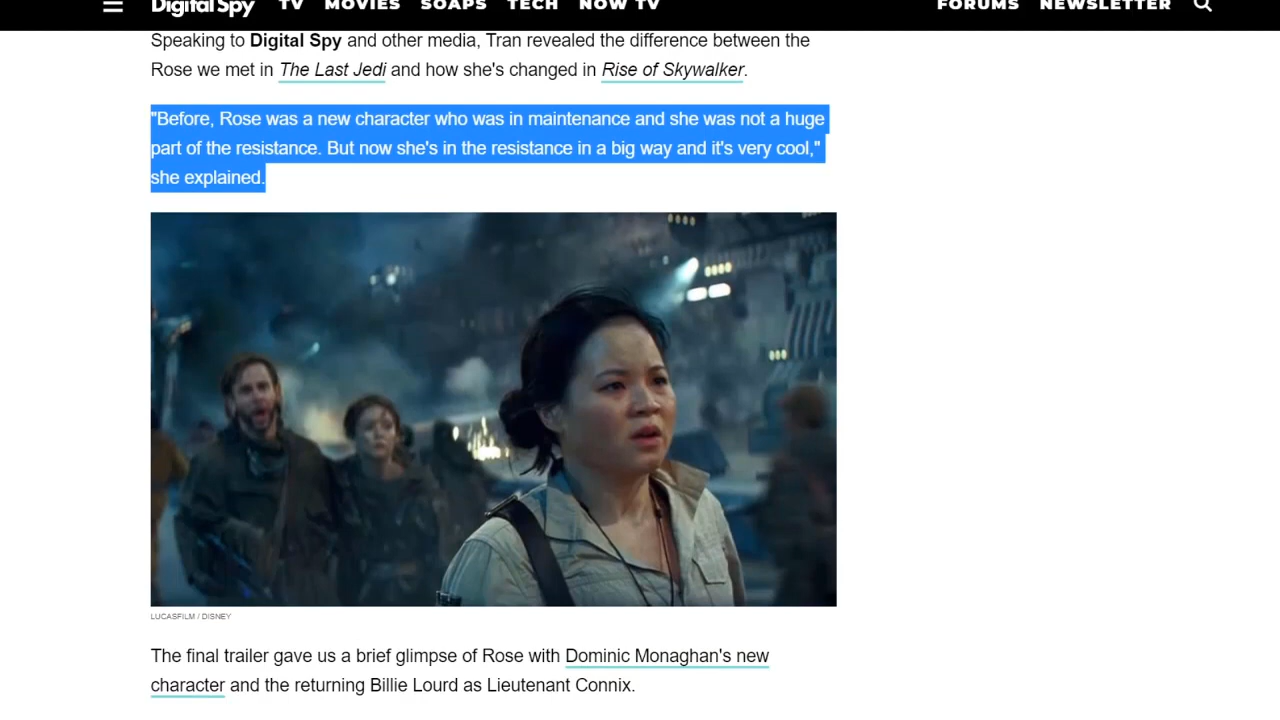 DigitalSpy TV MOVIES SOAPS TECH NOW TV FORUMS NEWSLETTER
Speaking to Digital Spy and other media, Tran revealed the difference between the
Rose we met in The Last Jedi and how she's changed in Rise of Skywalker.
"Before, Rose was a new character who was in maintenance and she was not a huge
part of the resistance. But now she's in the resistance in a big way and it's very cool,"
she explained.
LUCASFILM / DISNEY
The final trailer gave us a brief glimpse of Rose with Dominic Monaghan's new
character and the returning Billie Lourd as Lieutenant Connix.